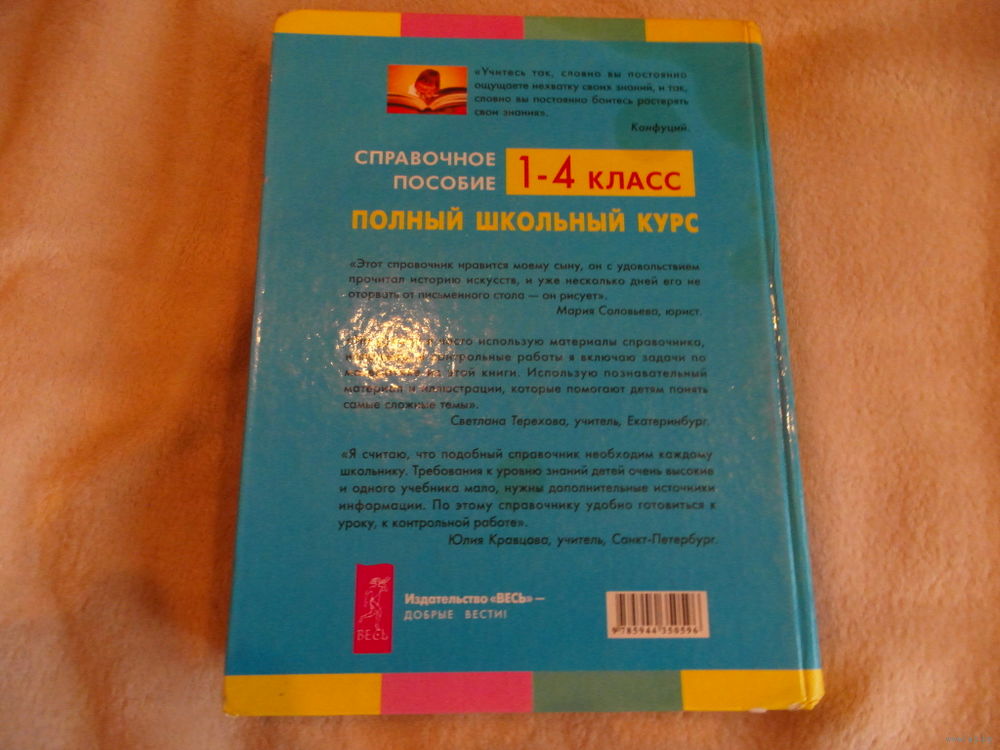 «Учитесь так, словно вы постоянно
ощущаете нехватку своих знаний, и так,
словно вы постоянно боитесь растерять
свои знания».
Конфуций.
СПРАВОЧНОЕ
ПОСОБИЕ
1-4 КЛАСС
ПОЛНЫЙ ШКОЛЬНЫЙ КУРС
«Этот справочник нравится моему сыну, он с удовольствием
прочитал историю искусств, и уже несколько дней его не
оторвать от письменного стола — он рисует».
Мария Соловьева, юрист.
использую материалы справочника,
контрольные работы я включаю задачи по
из этой книги. Использую познавательный
материал и иллюстрации, которые помогают детям понять
самые сложные темы».
Светлана Терехова, учитель, Екатеринбург.
«Я считаю, что подобный справочник необходим каждому
школьнику. Требования к уровню знаний детей очень высокие
и одного учебника мало, нужны дополнительные источники
информации. По этому справочнику удобно готовиться к
уроку, к контрольной работе».
Юлия Кравцова, учитель, Санкт-Петербург.
ВЕСЬ
Издательство «ВЕСЬ» —
ДОБРЫЕ ВЕСТИ!
9 785944 350596